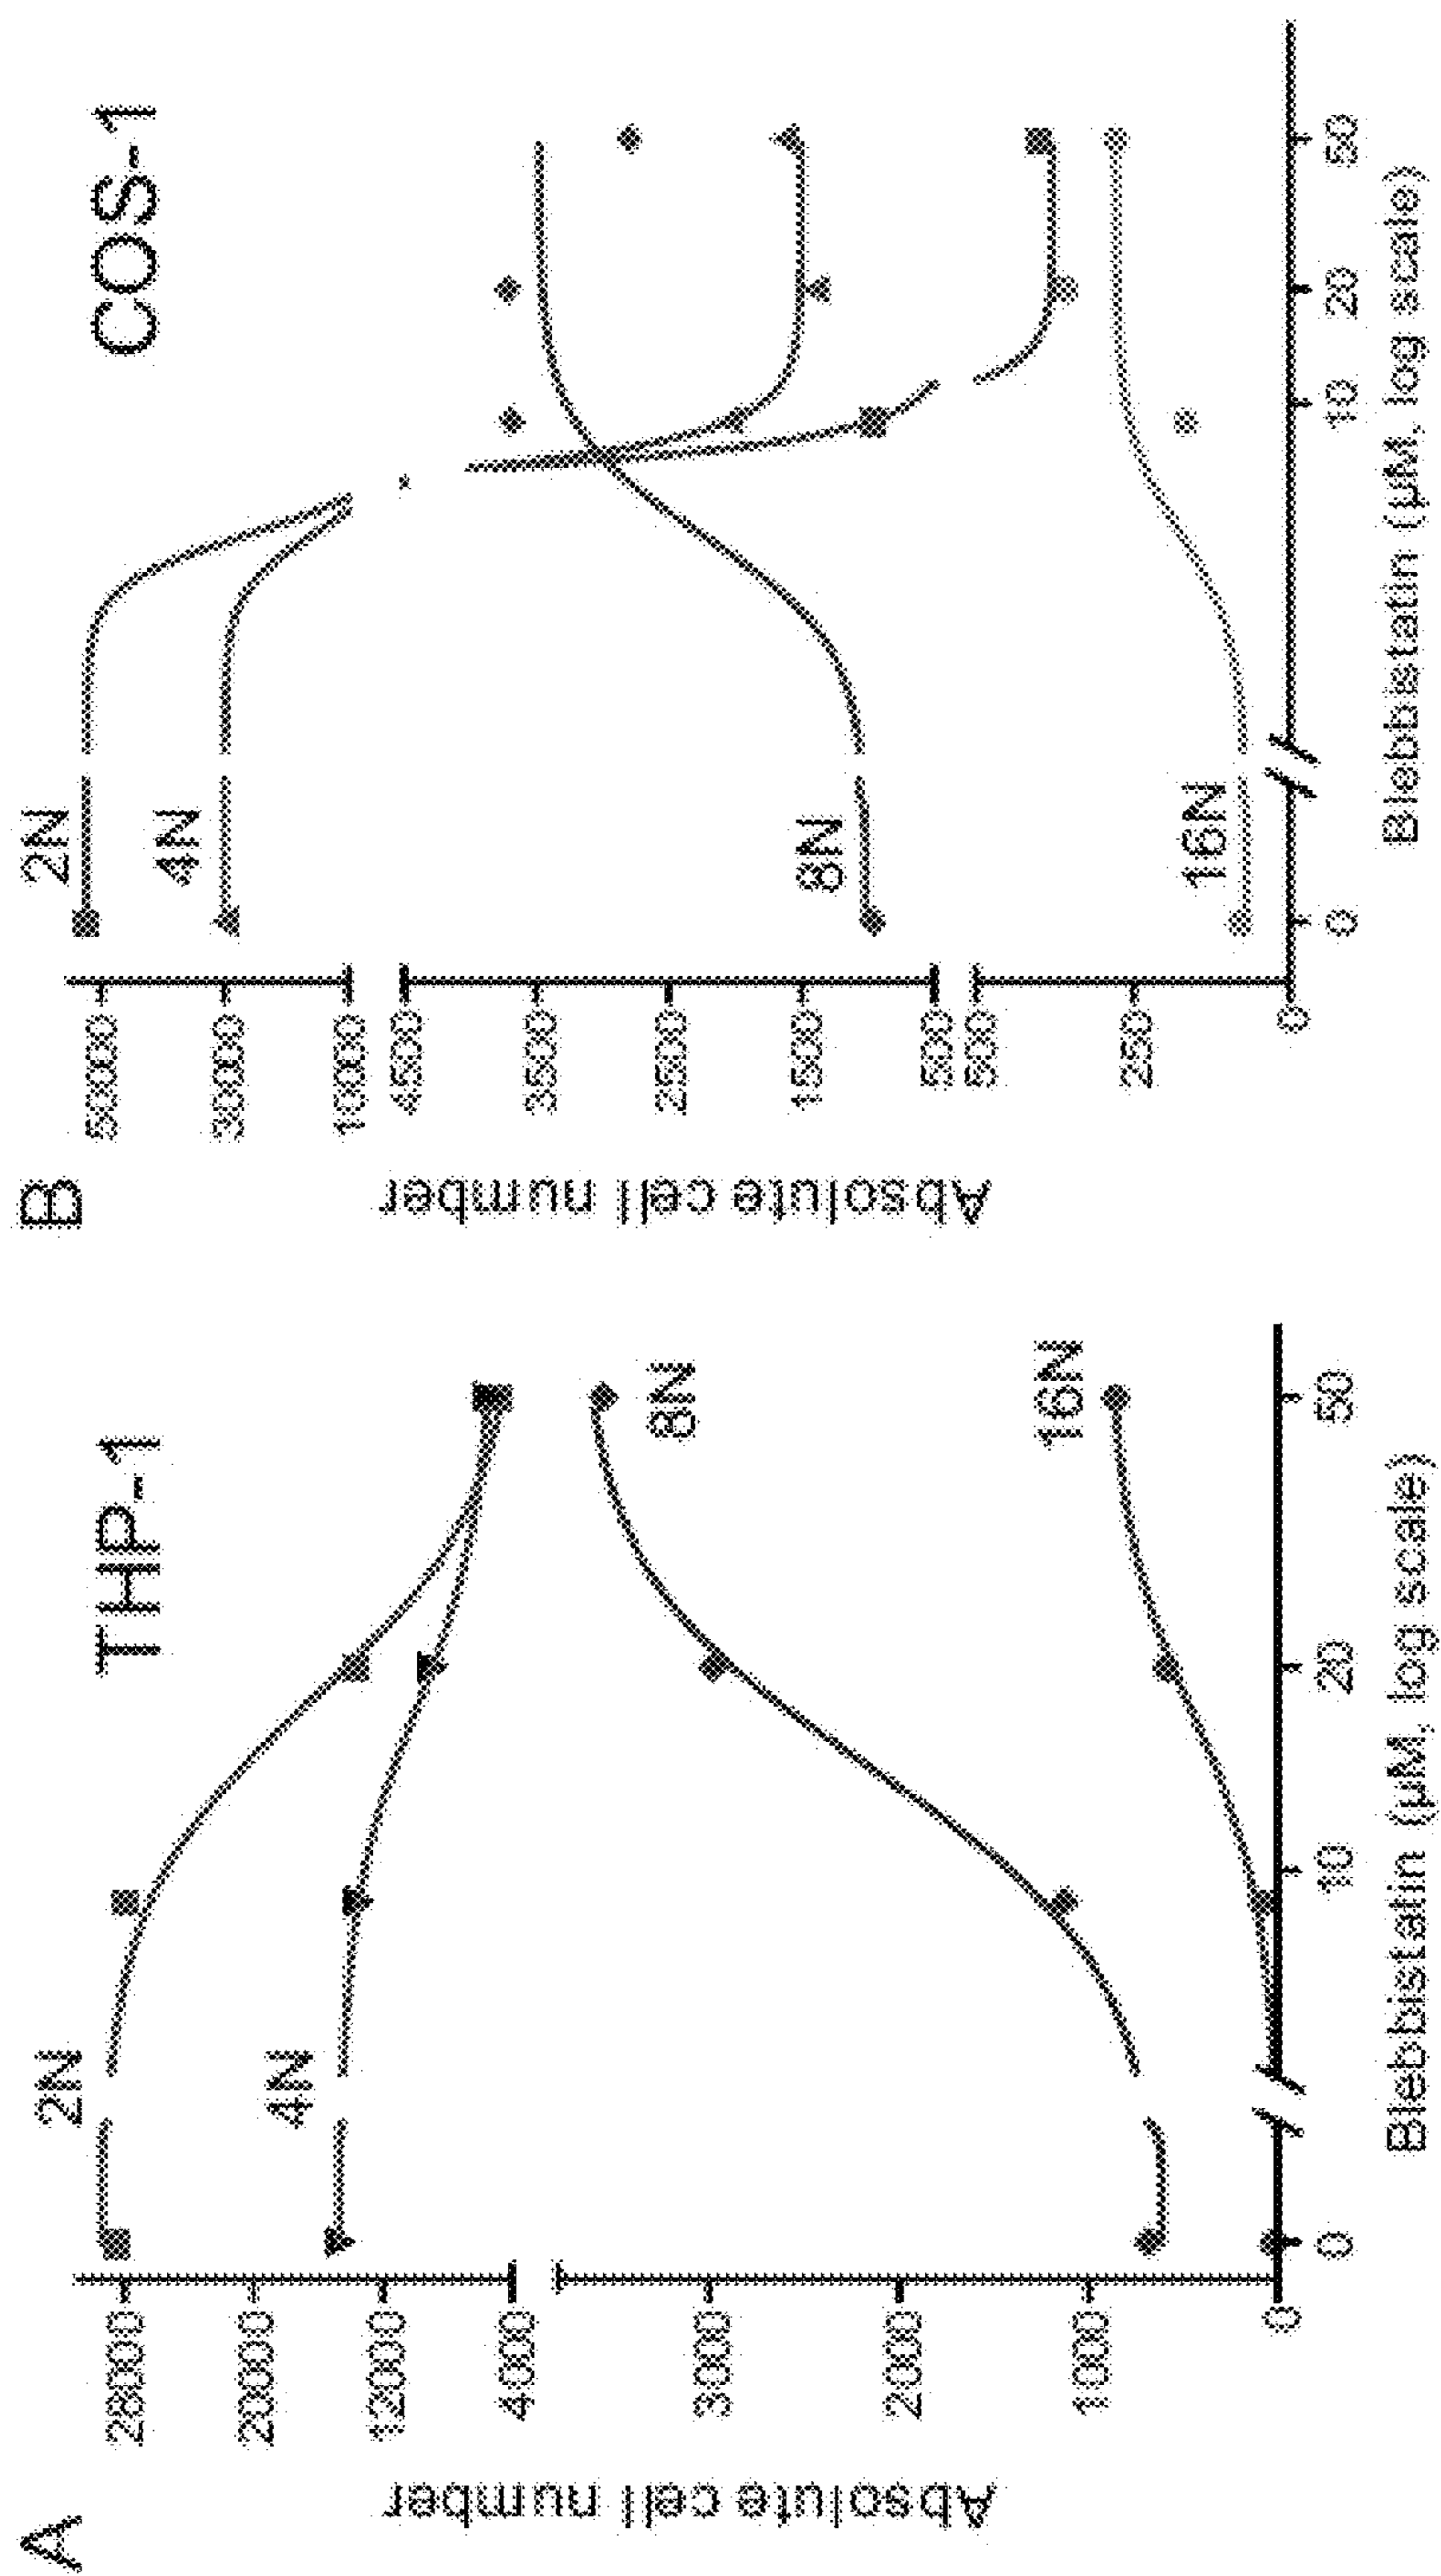 A
THP-1
Absolute cell number
28000
20000
12000
4000
3000
2000
1000
0
2N
4N
8N
16N
0
10
20
50
Blebbistatin (µM, log scale)
B
COS-1
Absolute cell number
50000
30000
10000
4500
3500
2500
1500
500
500
250
0
2N
4N
8N
16N
0
10
20
50
Blebbistatin (µM, log scale)